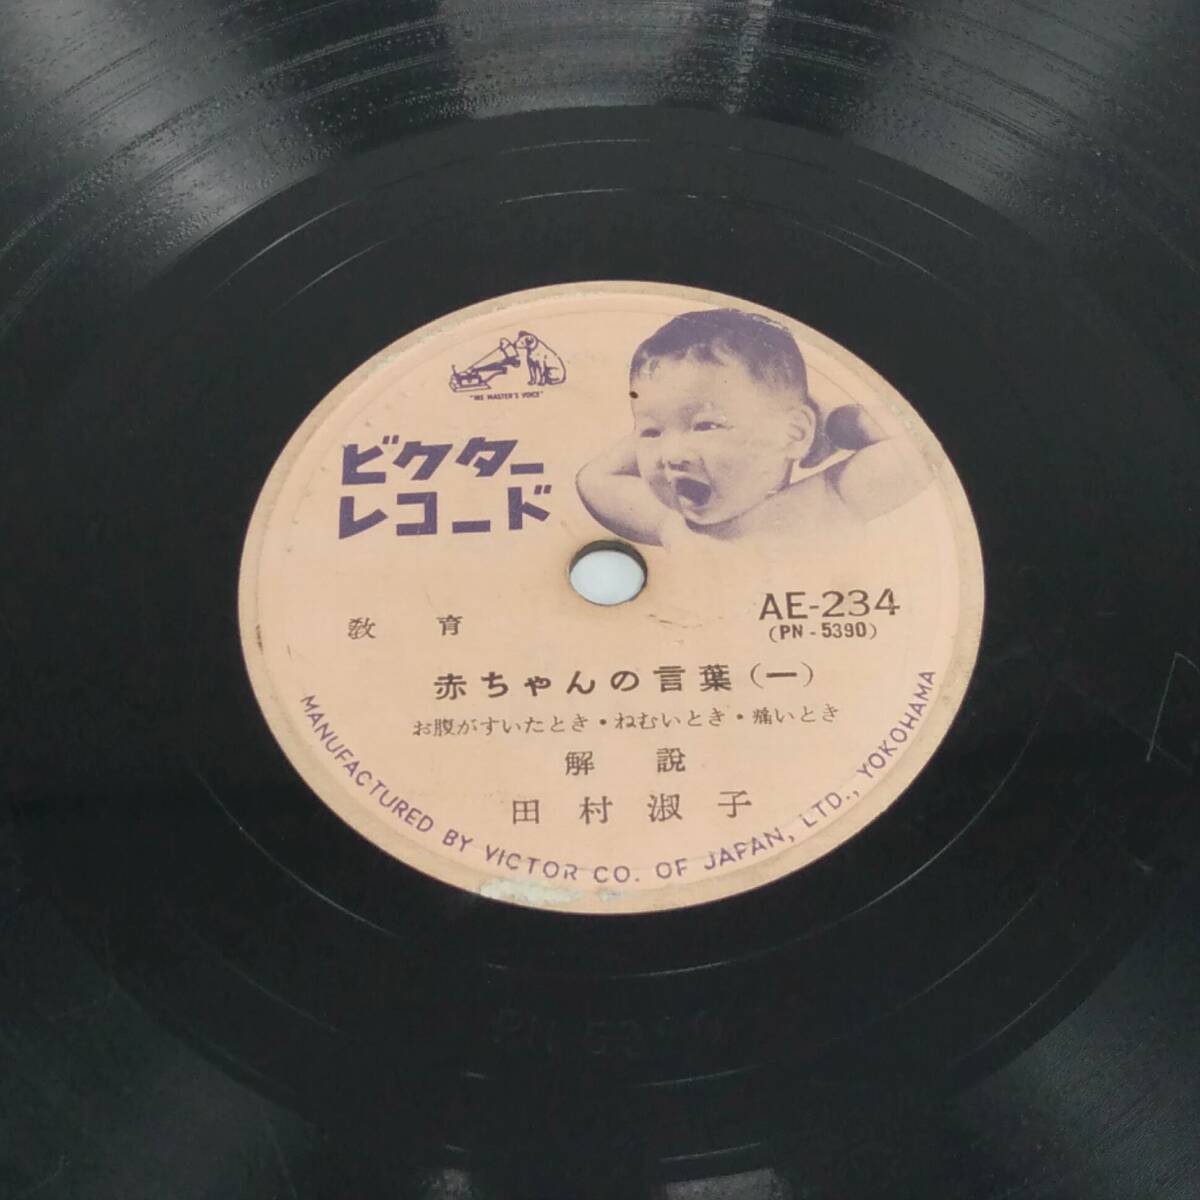 "HIS MASTER'S VOICE"
ビクター
レコード
AE-234
(PN-5390)
教育
赤ちゃんの言葉(一)
お腹がすいたとき・ねむいとき・痛いとき
解説
田村淑子
MANUFACTURED BY VICTOR CO. OF JAPAN, LTD., YOKOHAMA